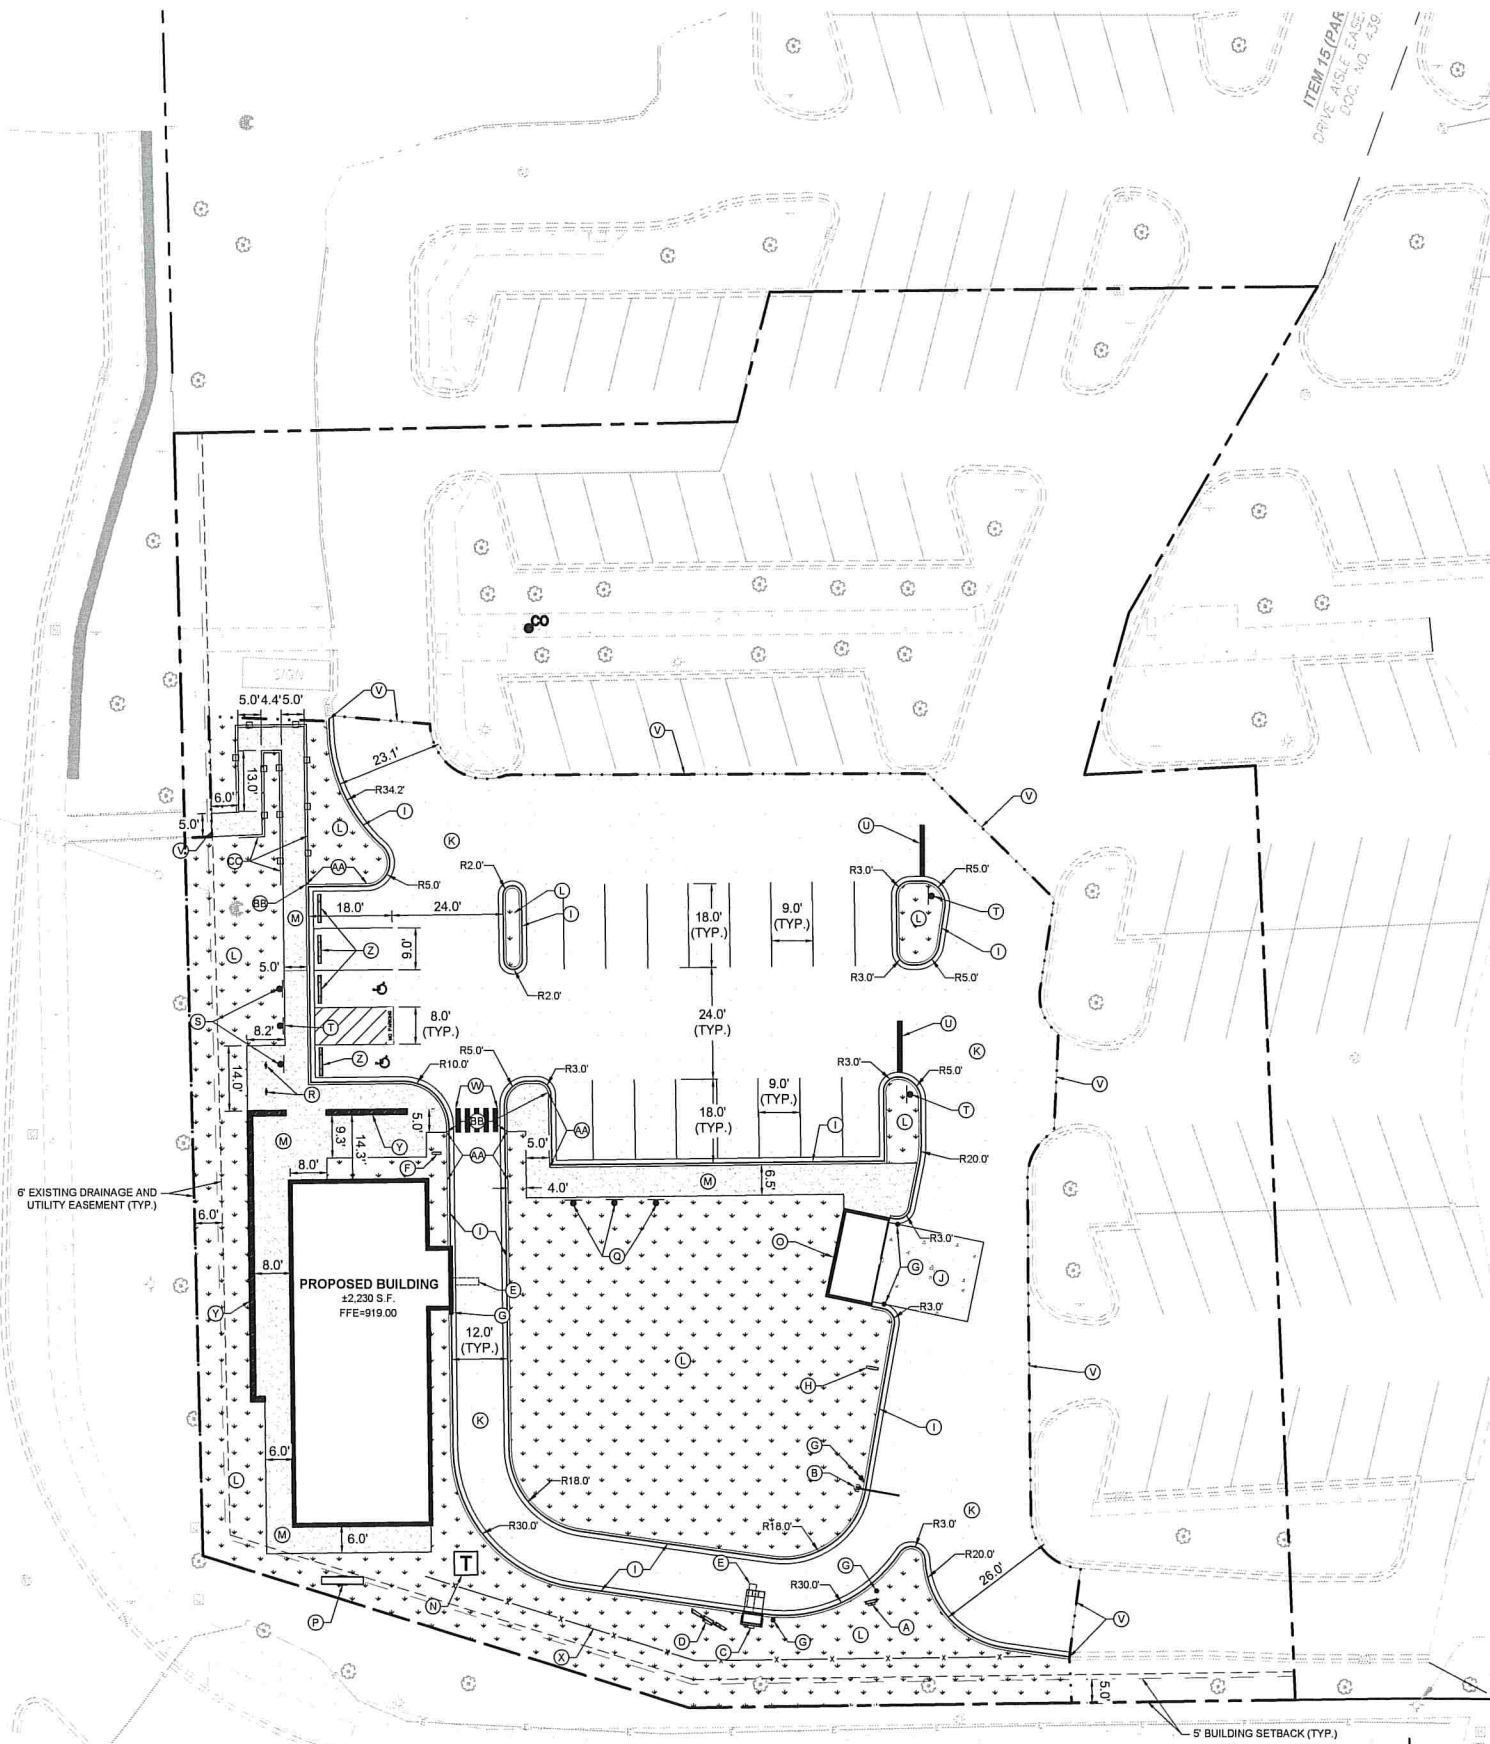 ITEM 15 (PAR
DRIVE AISLE EASE
DOC. NO. 439
CO
SIGN
5.0' 4.4' 5.0'
V
23.1'
V
13.0'
R34.2'
6.0'
I
V
5.0'
L
K
U
V
CC
AA
R2.0'
R3.0'
R5.0'
R5.0'
BB
M
18.0'
24.0'
L
I
18.0'
(TYP.)
9.0'
(TYP.)
L
T
I
Z
9.0'
L
5.0'
R3.0'
R5.0'
R2.0'
S
8.2'
T
8.0'
(TYP.)
24.0'
(TYP.)
U
K
Z
R10.0'
R5.0'
R3.0'
R3.0'
R5.0'
14.0'
R
W
BB
9.0'
(TYP.)
18.0'
(TYP.)
T
V
L
M
9.3'
14.3'
Y
5.0'
AA
5.0'
AA
I
R20.0'
8.0'
F
M
6.5'
4.0'
6' EXISTING DRAINAGE AND
UTILITY EASEMENT (TYP.)
6.0'
I
Q
O
R3.0'
G
J
8.0'
PROPOSED BUILDING
±2,230 S.F.
FFE=919.00
E
G
R3.0'
Y
12.0'
(TYP.)
L
H
V
K
I
6.0'
L
G
B
R18.0'
M
R30.0'
K
6.0'
R18.0'
R3.0'
T
I
E
G
R20.0'
26.0'
N
R30.0'
P
X
D
C
G
L
A
V
5.0'
5' BUILDING SETBACK (TYP.)